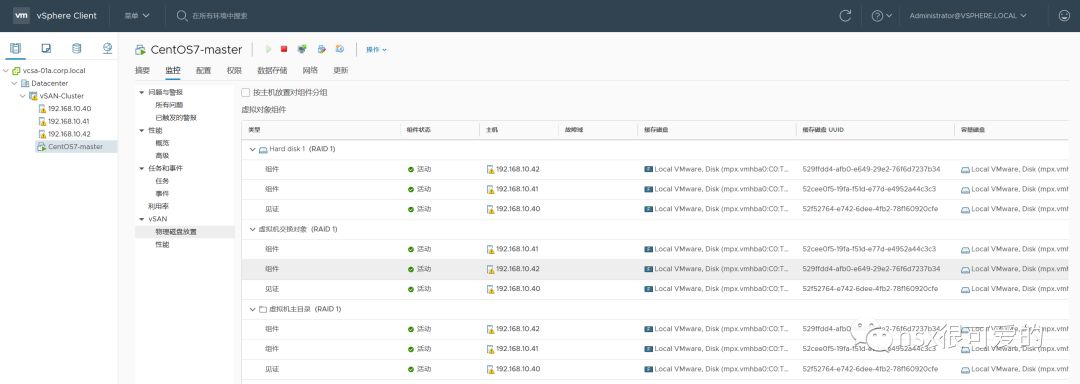 vm vSphere Client 菜单 在所有环境中搜索 Administrator@VSPHERE.LOCAL
CentOS7-master 操作
摘要 监控 配置 权限 数据存储 网络 更新
vcsa-01a.corp.local
Datacenter
vSAN-Cluster
192.168.10.40
192.168.10.41
192.168.10.42
CentOS7-master
问题与警报
所有问题
已触发的警报
性能
概览
高级
任务和事件
任务
事件
利用率
vSAN
物理磁盘放置
性能
按主机放置对组件分组
虚拟对象组件
类型 组件状态 主机 故障域 缓存磁盘 缓存磁盘 UUID 容量磁盘
Hard disk 1 (RAID 1)
组件 活动 192.168.10.42 Local VMware, Disk (mpx.vmhba0:C0:T... 529ffdd4-afb0-e649-29e2-76f6d7237b34 Local VMware, Disk (mpx.vmh
组件 活动 192.168.10.41 Local VMware, Disk (mpx.vmhba0:C0:T... 52cee0f5-19fa-f51d-e77d-e4952a44c3c3 Local VMware, Disk (mpx.vmh
见证 活动 192.168.10.40 Local VMware, Disk (mpx.vmhba0:C0:T... 52f52764-e742-6dee-4fb2-78f160920cfe Local VMware, Disk (mpx.vmh
虚拟机交换对象 (RAID 1)
组件 活动 192.168.10.41 Local VMware, Disk (mpx.vmhba0:C0:T... 52cee0f5-19fa-f51d-e77d-e4952a44c3c3 Local VMware, Disk (mpx.vmh
组件 活动 192.168.10.42 Local VMware, Disk (mpx.vmhba0:C0:T... 529ffdd4-afb0-e649-29e2-76f6d7237b34 Local VMware, Disk (mpx.vmh
见证 活动 192.168.10.40 Local VMware, Disk (mpx.vmhba0:C0:T... 52f52764-e742-6dee-4fb2-78f160920cfe Local VMware, Disk (mpx.vmh
虚拟机主目录 (RAID 1)
组件 活动 192.168.10.42 Local VMware, Disk (mpx.vmhba0:C0:T... 529ffdd4-afb0-e649-29e2-76f6d7237b34 Local VMware, Disk (mpx.vmh
组件 活动 192.168.10.41 Local VMware, Disk (mpx.vmhba0:C0:T... 52cee0f5-19fa-f51d-e77d-e4952a44c3c3 Local VMware, Disk (mpx.vmh
见证 活动 192.168.10.40 Local VMware, Disk (mpx.vmhba0:C0:T... 52f52764-e742-6dee-4fb2-78f160920cfe Local VMware, Disk (mpx.vmh
nsx很可爱的